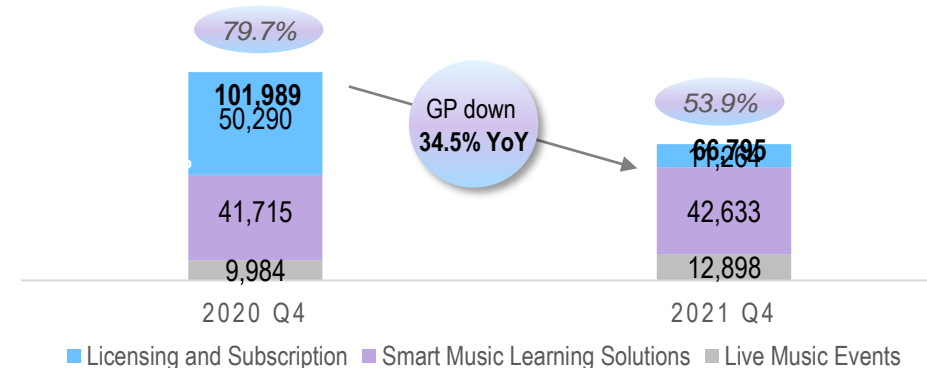 79.7%
101,989
50,290
41,715
9,984
GP down
34.5% YoY
53.9%
66,795
11,264
42,633
12,898
2020 Q4
2021 Q4
Licensing and Subscription Smart Music Learning Solutions Live Music Events